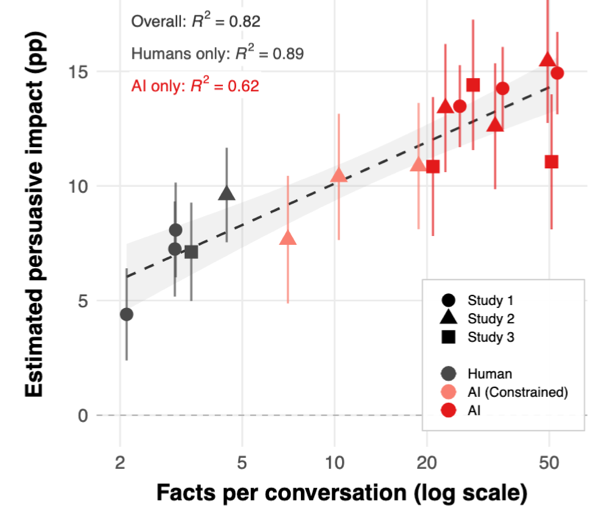 Overall: R² = 0.82
Humans only: R² = 0.89
AI only: R² = 0.62
Estimated persuasive impact (pp)
15
10
5
0
Study 1
Study 2
Study 3
Human
AI (Constrained)
AI
2 5 10 20 50
Facts per conversation (log scale)